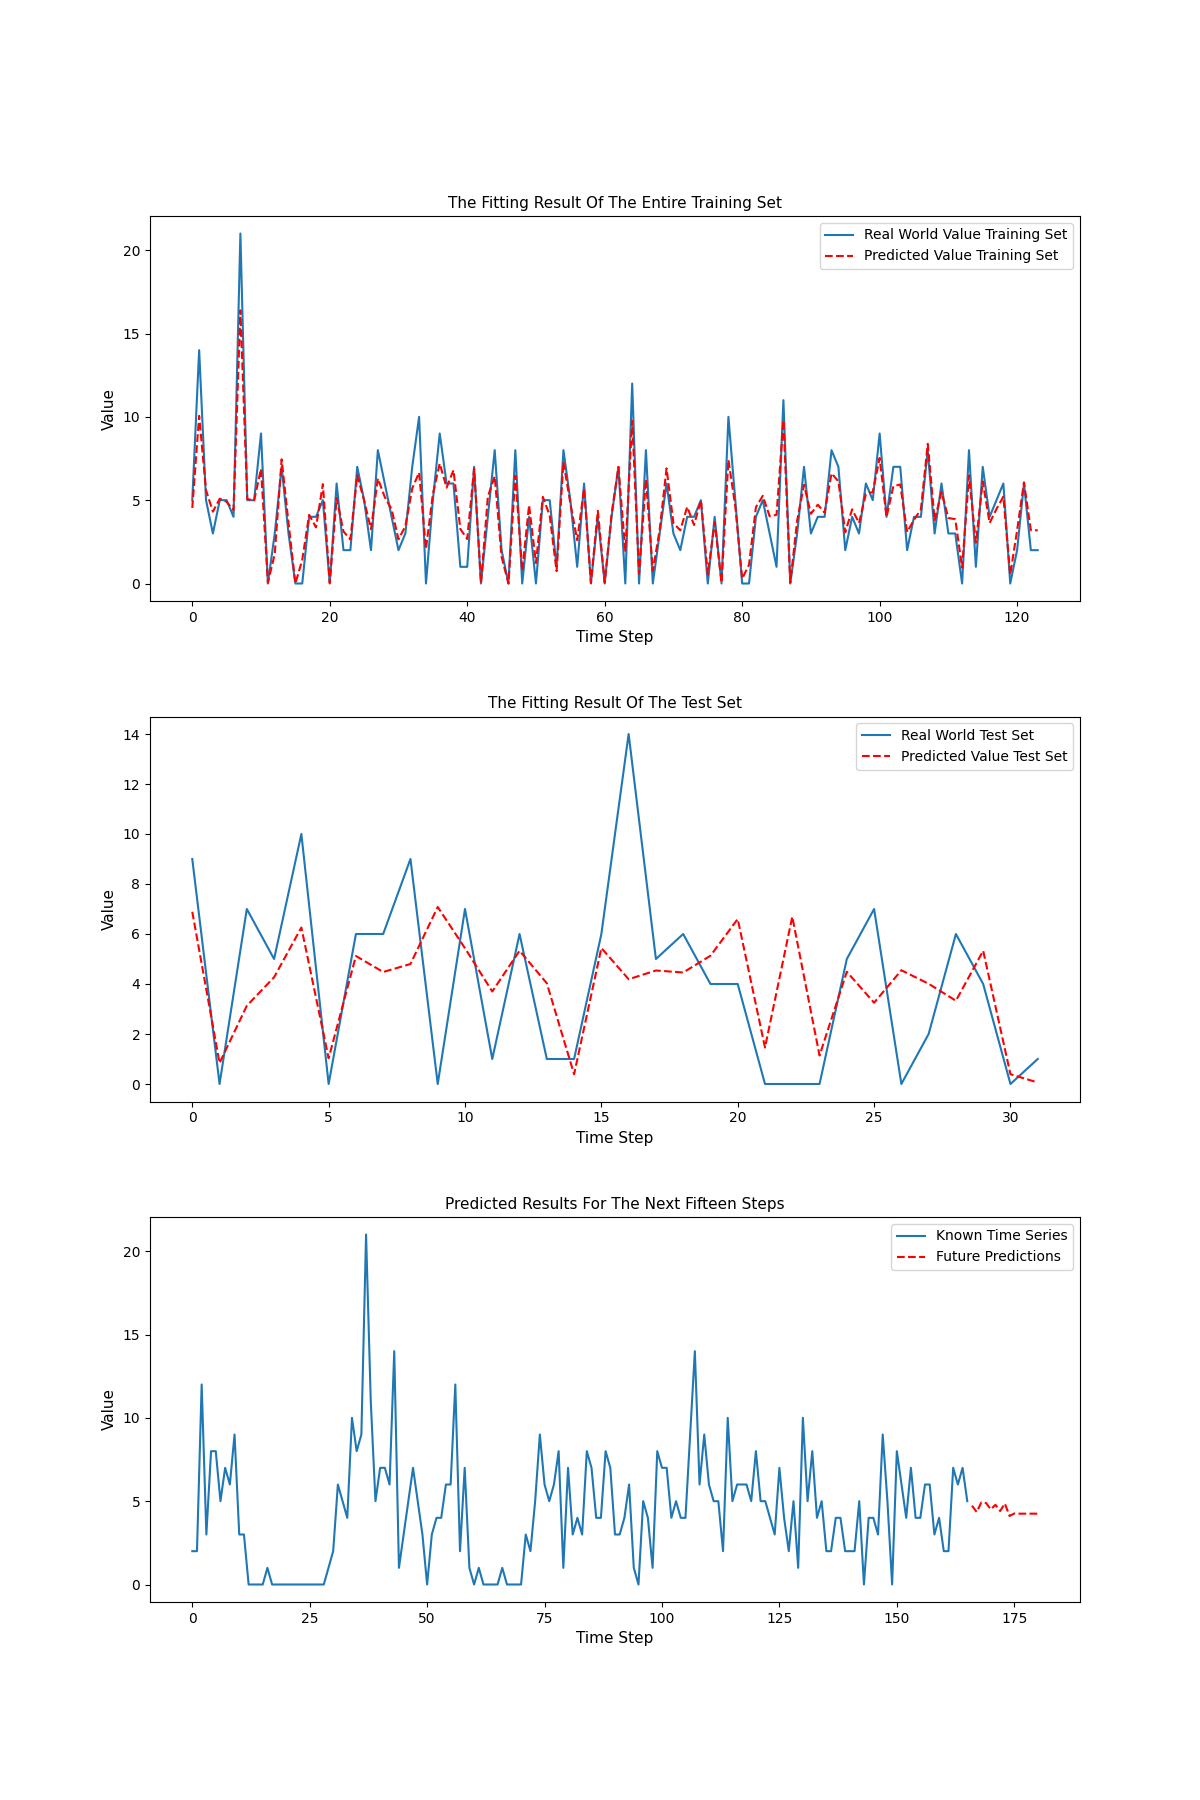 The Fitting Result Of The Entire Training Set
Real World Value Training Set
Predicted Value Training Set
Value
20
15
10
5
0
0 20 40 60 80 100 120
Time Step
The Fitting Result Of The Test Set
Real World Test Set
Predicted Value Test Set
Value
14
12
10
8
6
4
2
0
0 5 10 15 20 25 30
Time Step
Predicted Results For The Next Fifteen Steps
Known Time Series
Future Predictions
Value
20
15
10
5
0
0 25 50 75 100 125 150 175
Time Step